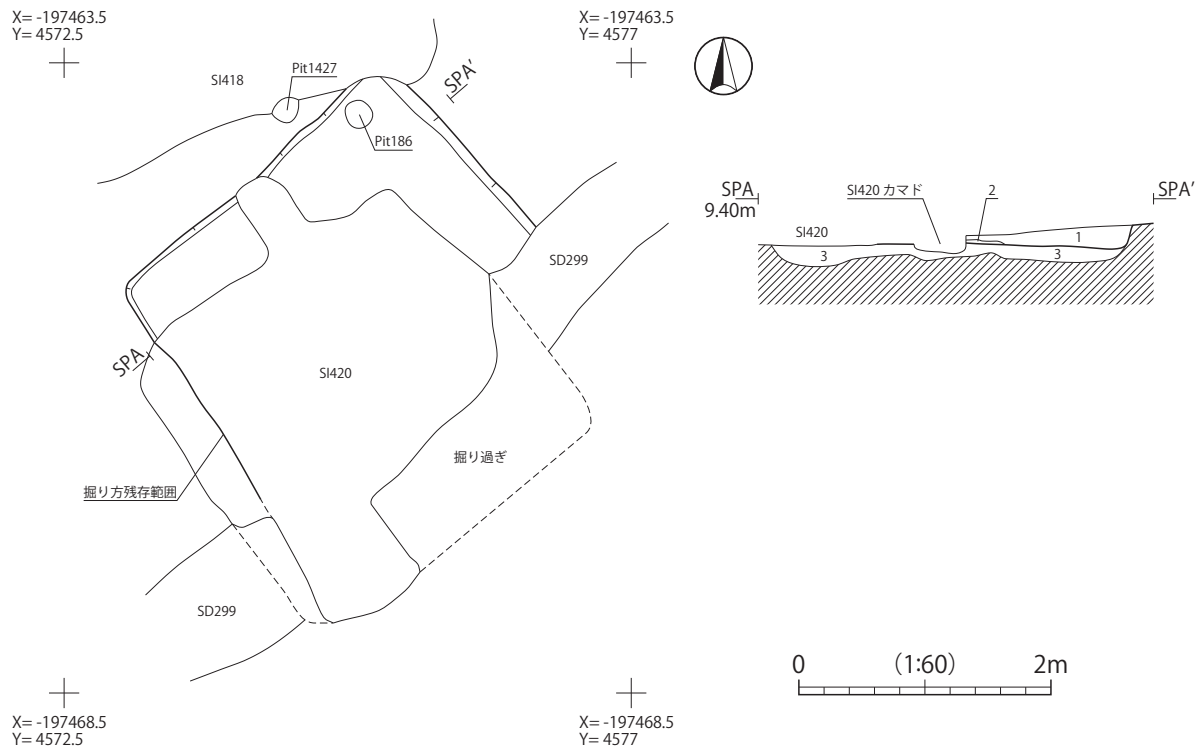 X= -197463.5
Y= 4572.5
X= -197463.5
Y= 4577
SI418
Pit1427
SPA'
Pit186
SD299
SPA
SI420
掘り過ぎ
掘り方残存範囲
SD299
SPA
9.40m
SI420 カマド
2
SPA'
SI420
1
3
3
0
(1:60)
2m
X= -197468.5
Y= 4572.5
X= -197468.5
Y= 4577